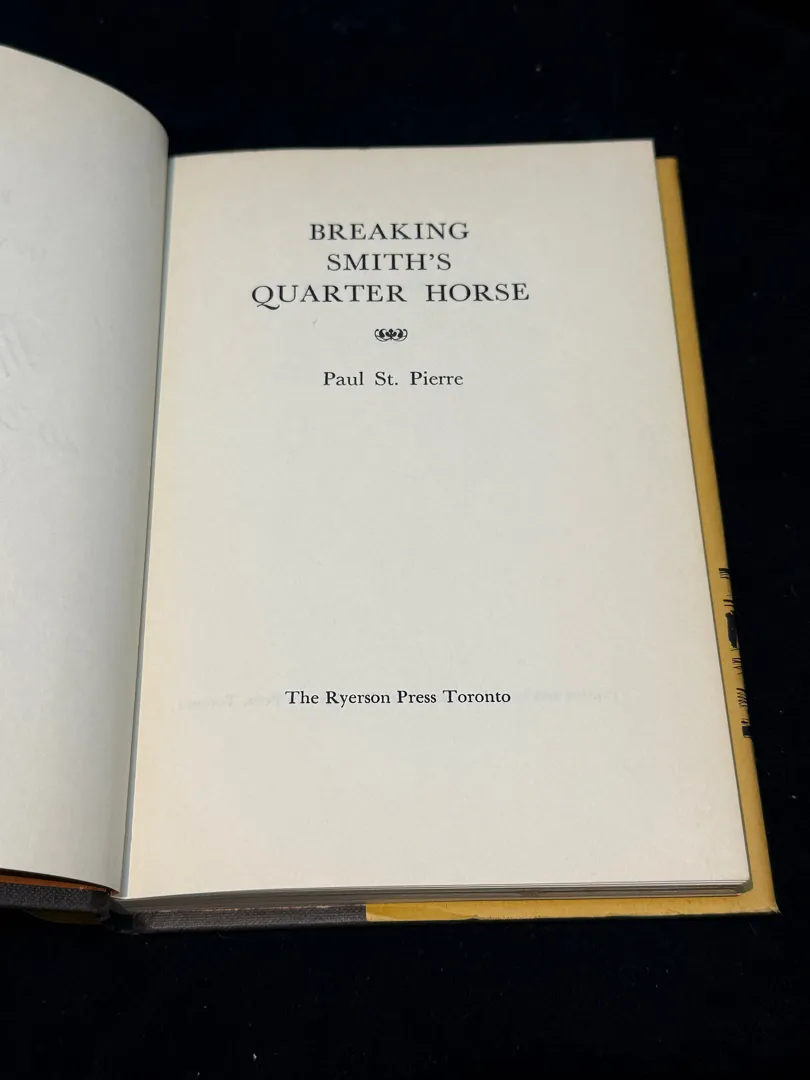 BREAKING
SMITH'S
QUARTER HORSE
Paul St. Pierre
The Ryerson Press Toronto